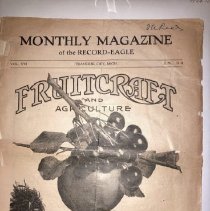 MONTHLY MAGAZINE
of the RECORD-EAGLE
TRAVERSE CITY, MICH.
FRUITCRAFT
AND
AGRICULTURE